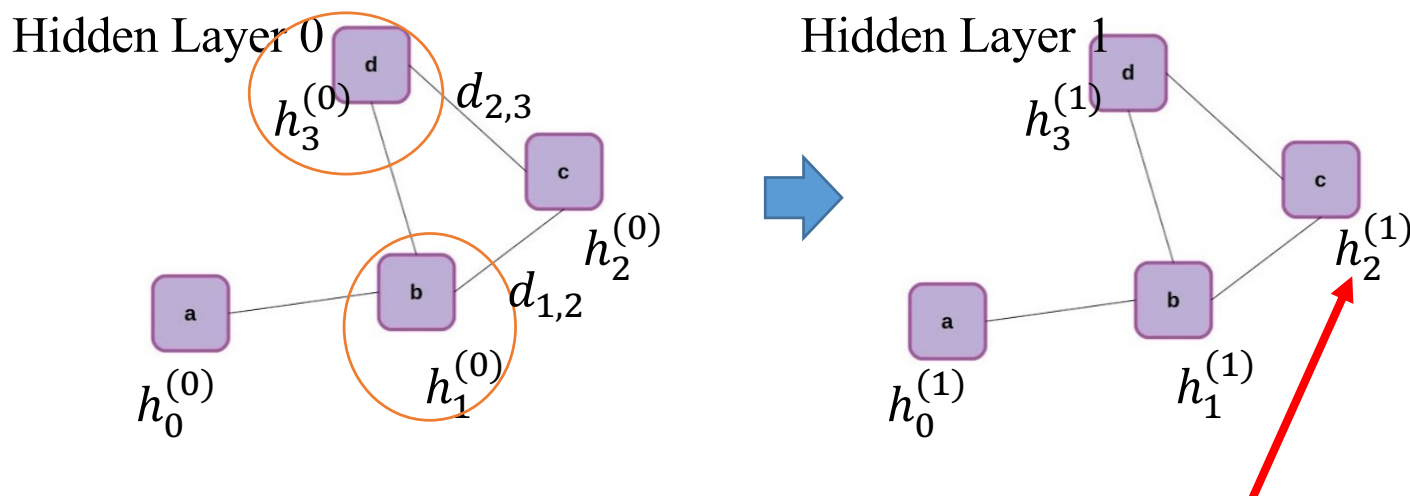 Hidden Layer 0
d
h_3^{(0)}
d_{2,3}
c
h_2^{(0)}
b
d_{1,2}
a
h_1^{(0)}
h_0^{(0)}
Hidden Layer 1
d
h_3^{(1)}
c
h_2^{(1)}
b
a
h_1^{(1)}
h_0^{(1)}